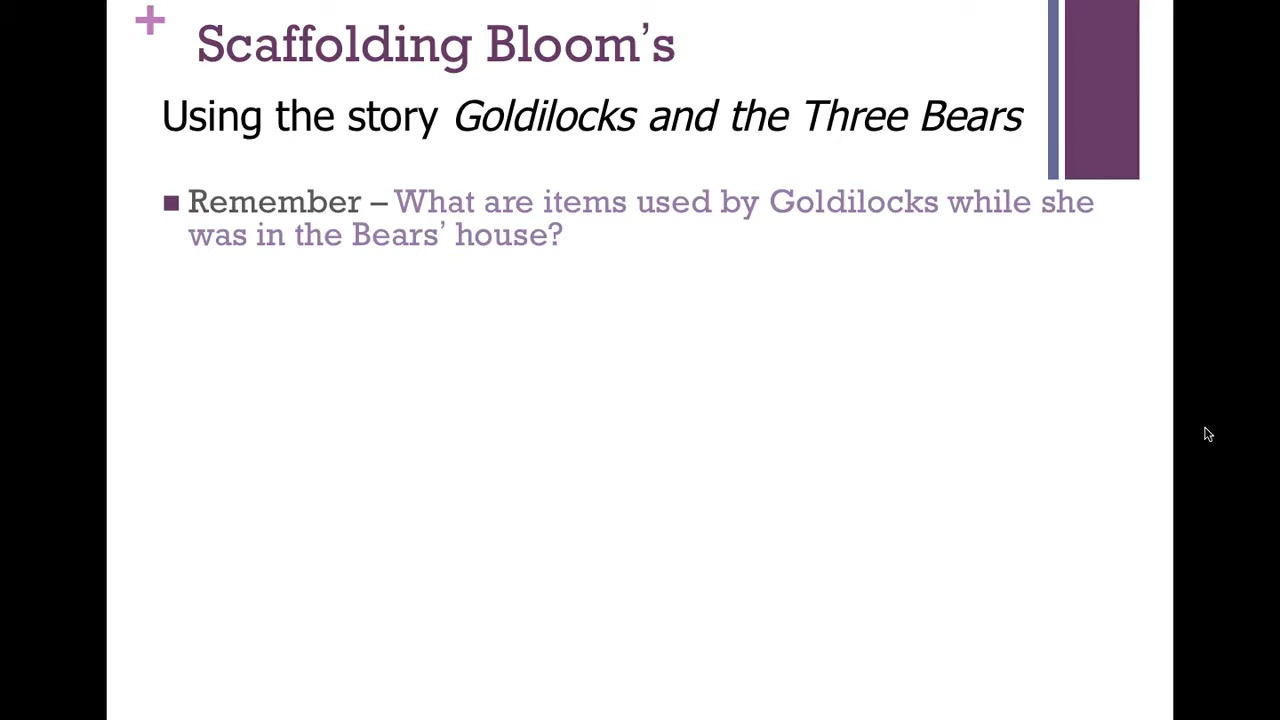 +
Scaffolding Bloom’s
Using the story Goldilocks and the Three Bears
■ Remember – What are items used by Goldilocks while she
was in the Bears’ house?